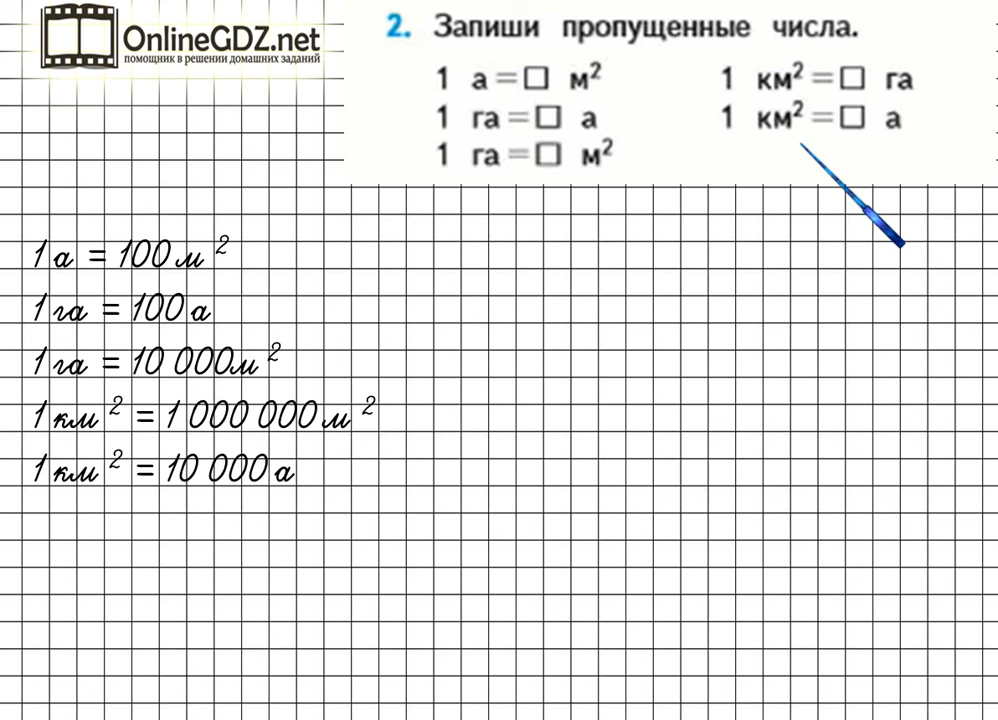 OnlineGDZ.net
помощник в решении домашних заданий
2. Запиши пропущенные числа.
1 а = □ м²
1 га = □ а
1 га = □ м²
1 км² = □ га
1 км² = □ а
1 а = 100 м²
1 га = 100 а
1 га = 10 000 м²
1 км² = 1 000 000 м²
1 км² = 10 000 а